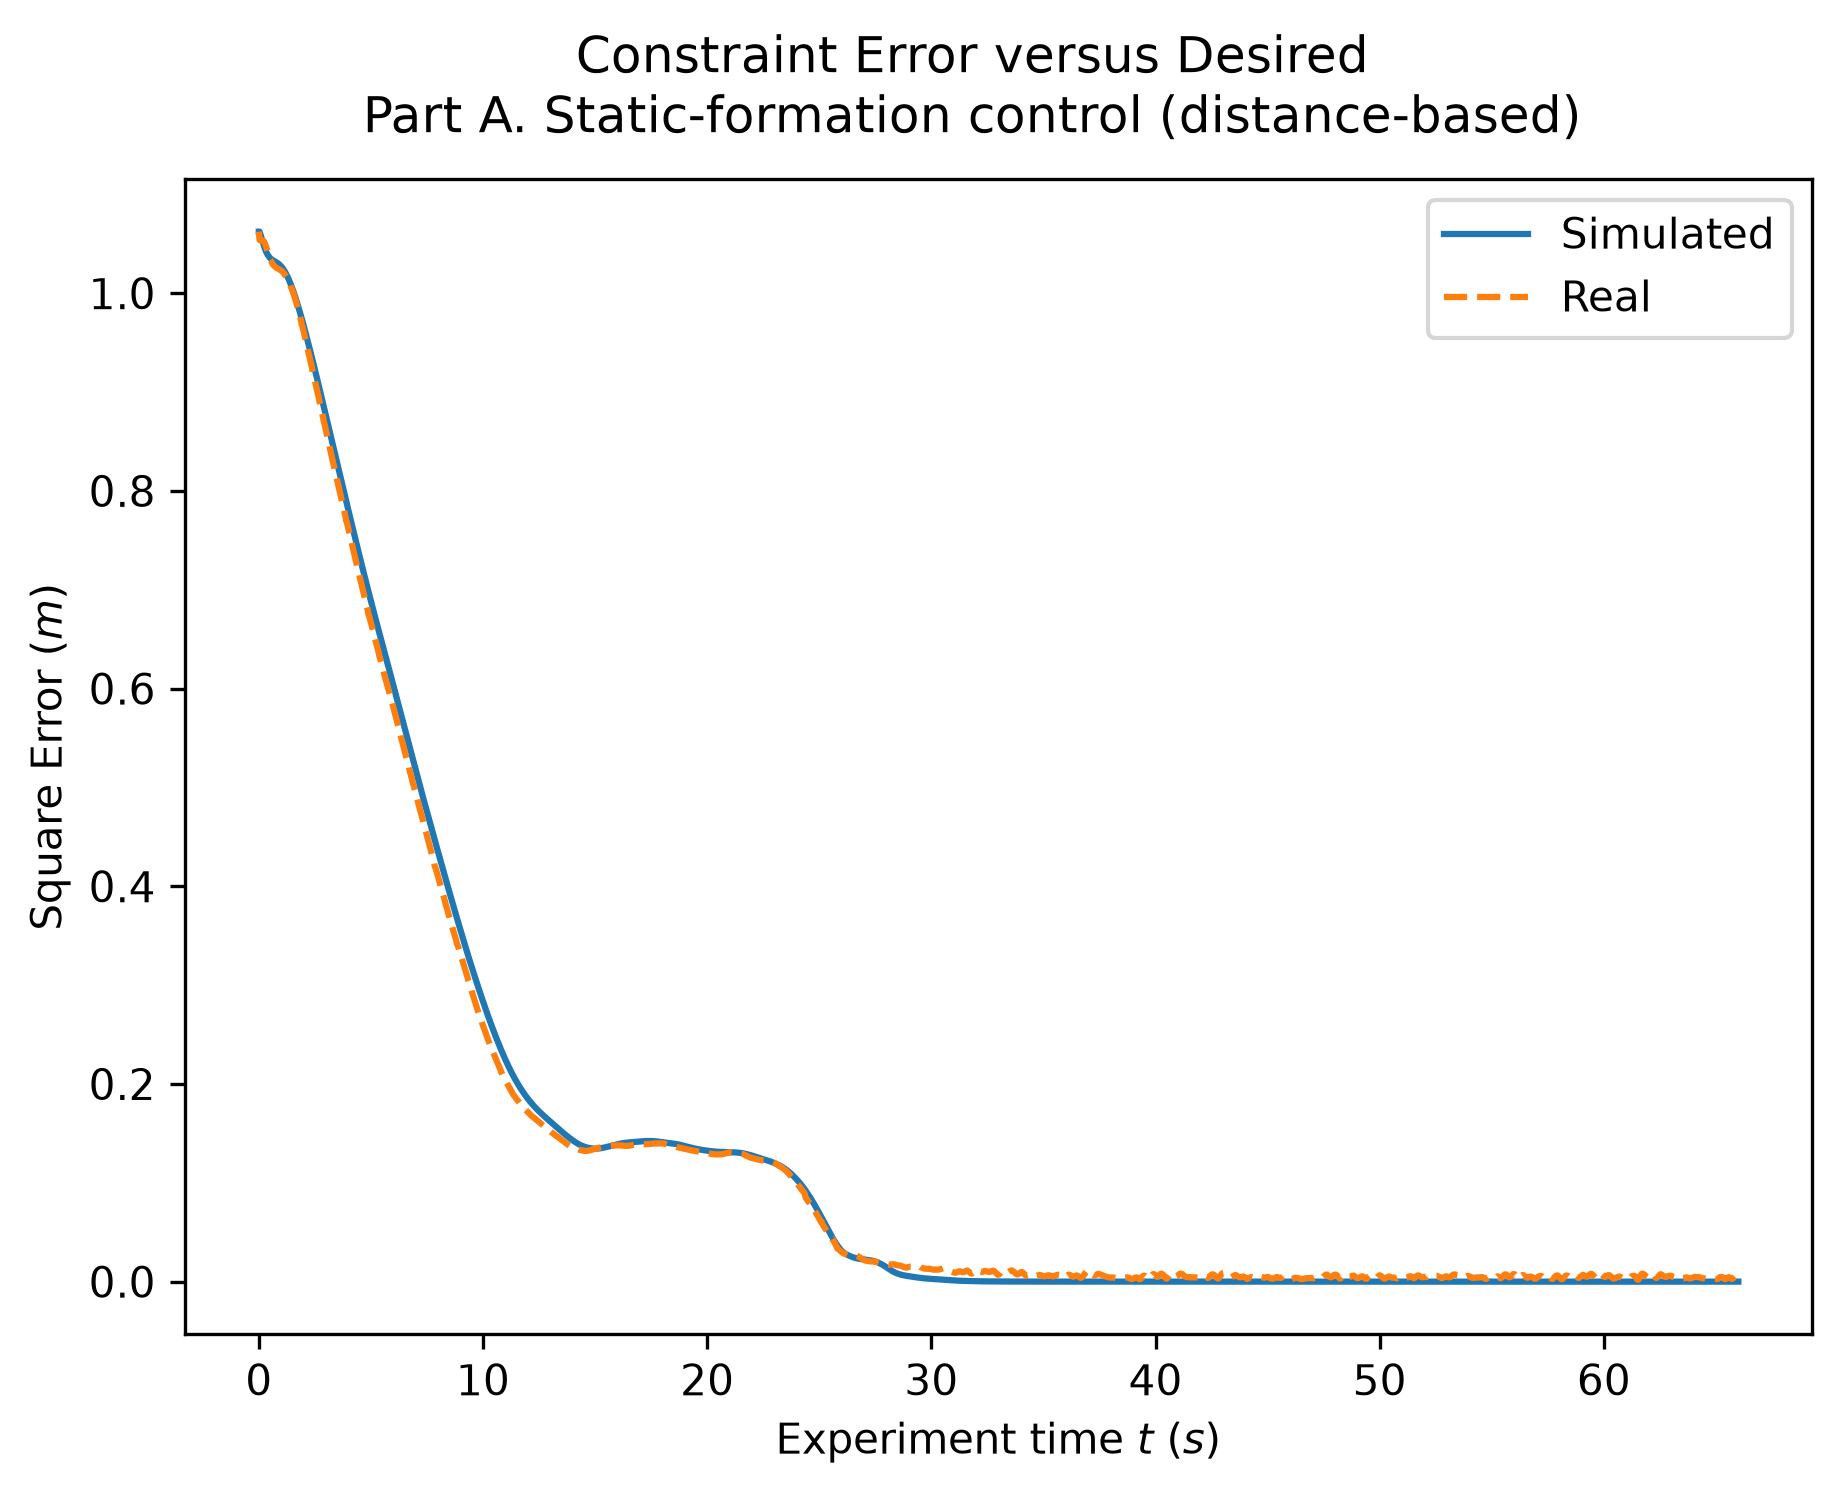 Constraint Error versus Desired
Part A. Static-formation control (distance-based)
Simulated
Real
Square Error (m)
1.0
0.8
0.6
0.4
0.2
0.0
0 10 20 30 40 50 60
Experiment time t (s)